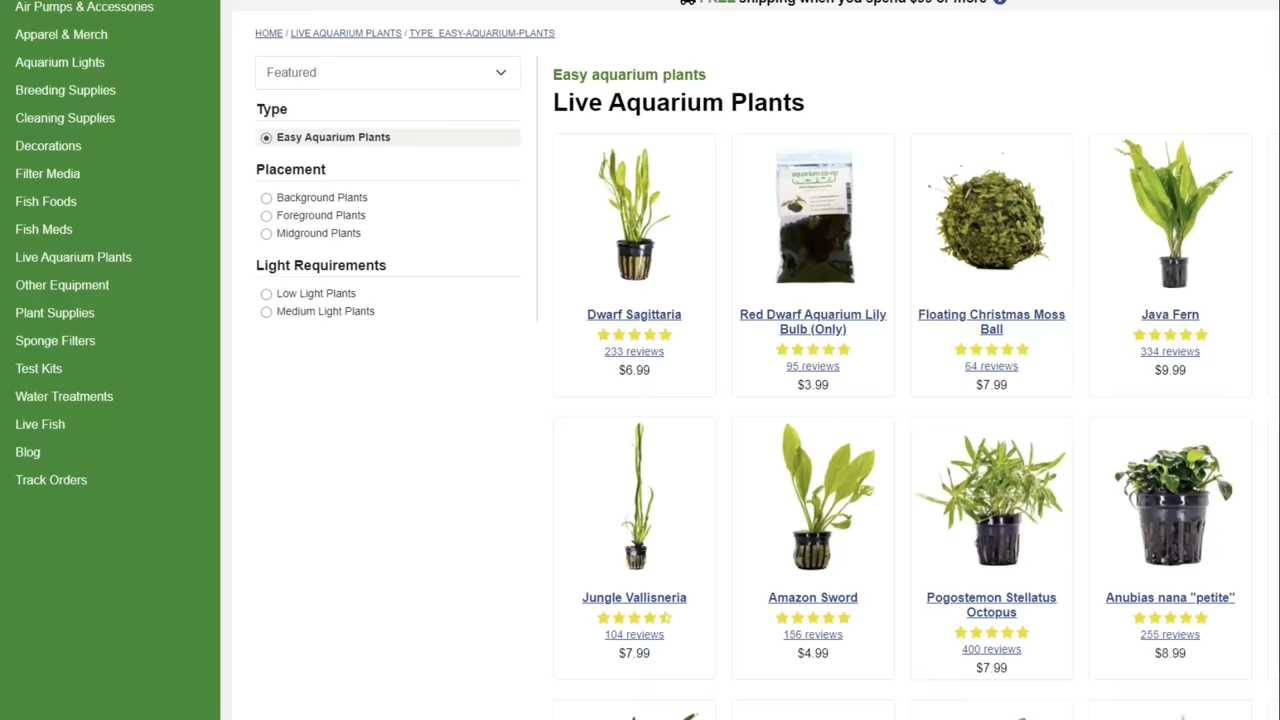 Air Pumps & Accessories
Apparel & Merch
Aquarium Lights
Breeding Supplies
Cleaning Supplies
Decorations
Filter Media
Fish Foods
Fish Meds
Live Aquarium Plants
Other Equipment
Plant Supplies
Sponge Filters
Test Kits
Water Treatments
Live Fish
Blog
Track Orders
FREE shipping when you spend $99 or more
HOME / LIVE AQUARIUM PLANTS / TYPE_EASY-AQUARIUM-PLANTS
Featured
Type
Easy Aquarium Plants
Placement
Background Plants
Foreground Plants
Midground Plants
Light Requirements
Low Light Plants
Medium Light Plants
Easy aquarium plants
Live Aquarium Plants
aquarium co-op
Dwarf Sagittaria
233 reviews
$6.99
Red Dwarf Aquarium Lily
Bulb (Only)
95 reviews
$3.99
Floating Christmas Moss
Ball
64 reviews
$7.99
Java Fern
334 reviews
$9.99
Jungle Vallisneria
104 reviews
$7.99
Amazon Sword
156 reviews
$4.99
Pogostemon Stellatus
Octopus
400 reviews
$7.99
Anubias nana "petite"
255 reviews
$8.99